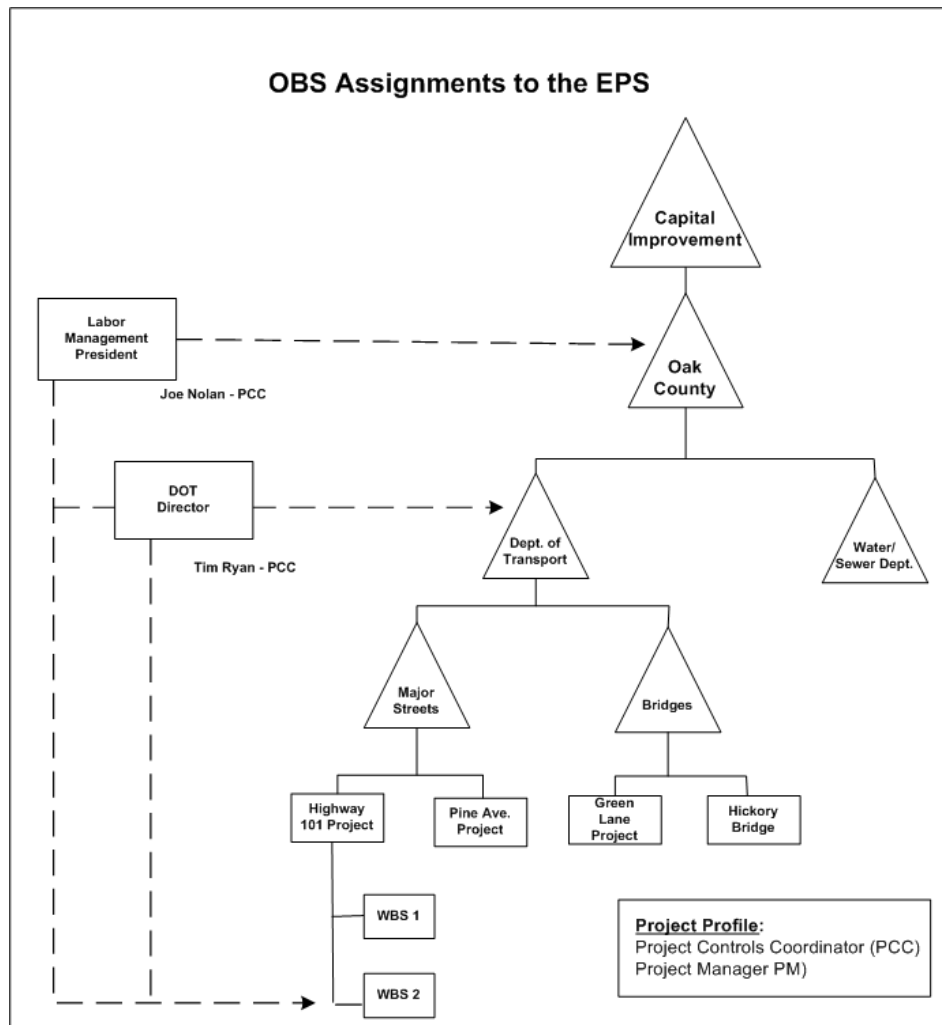 OBS Assignments to the EPS
Capital
Improvement
Labor
Management
President
Joe Nolan - PCC
Oak
County
DOT
Director
Tim Ryan - PCC
Dept. of
Transport
Water/
Sewer Dept.
Major
Streets
Bridges
Highway
101 Project
Pine Ave.
Project
Green
Lane
Project
Hickory
Bridge
WBS 1
WBS 2
Project Profile:
Project Controls Coordinator (PCC)
Project Manager PM)